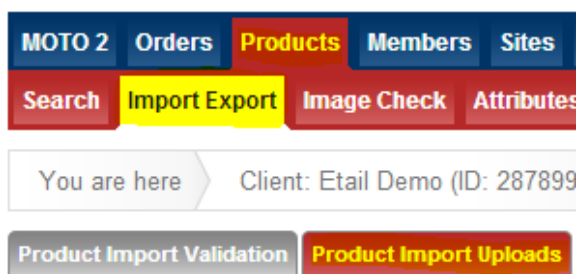 MOTO 2 Orders Products Members Sites
Search Import Export Image Check Attributes
You are here Client: Etail Demo (ID: 287899
Product Import Validation Product Import Uploads